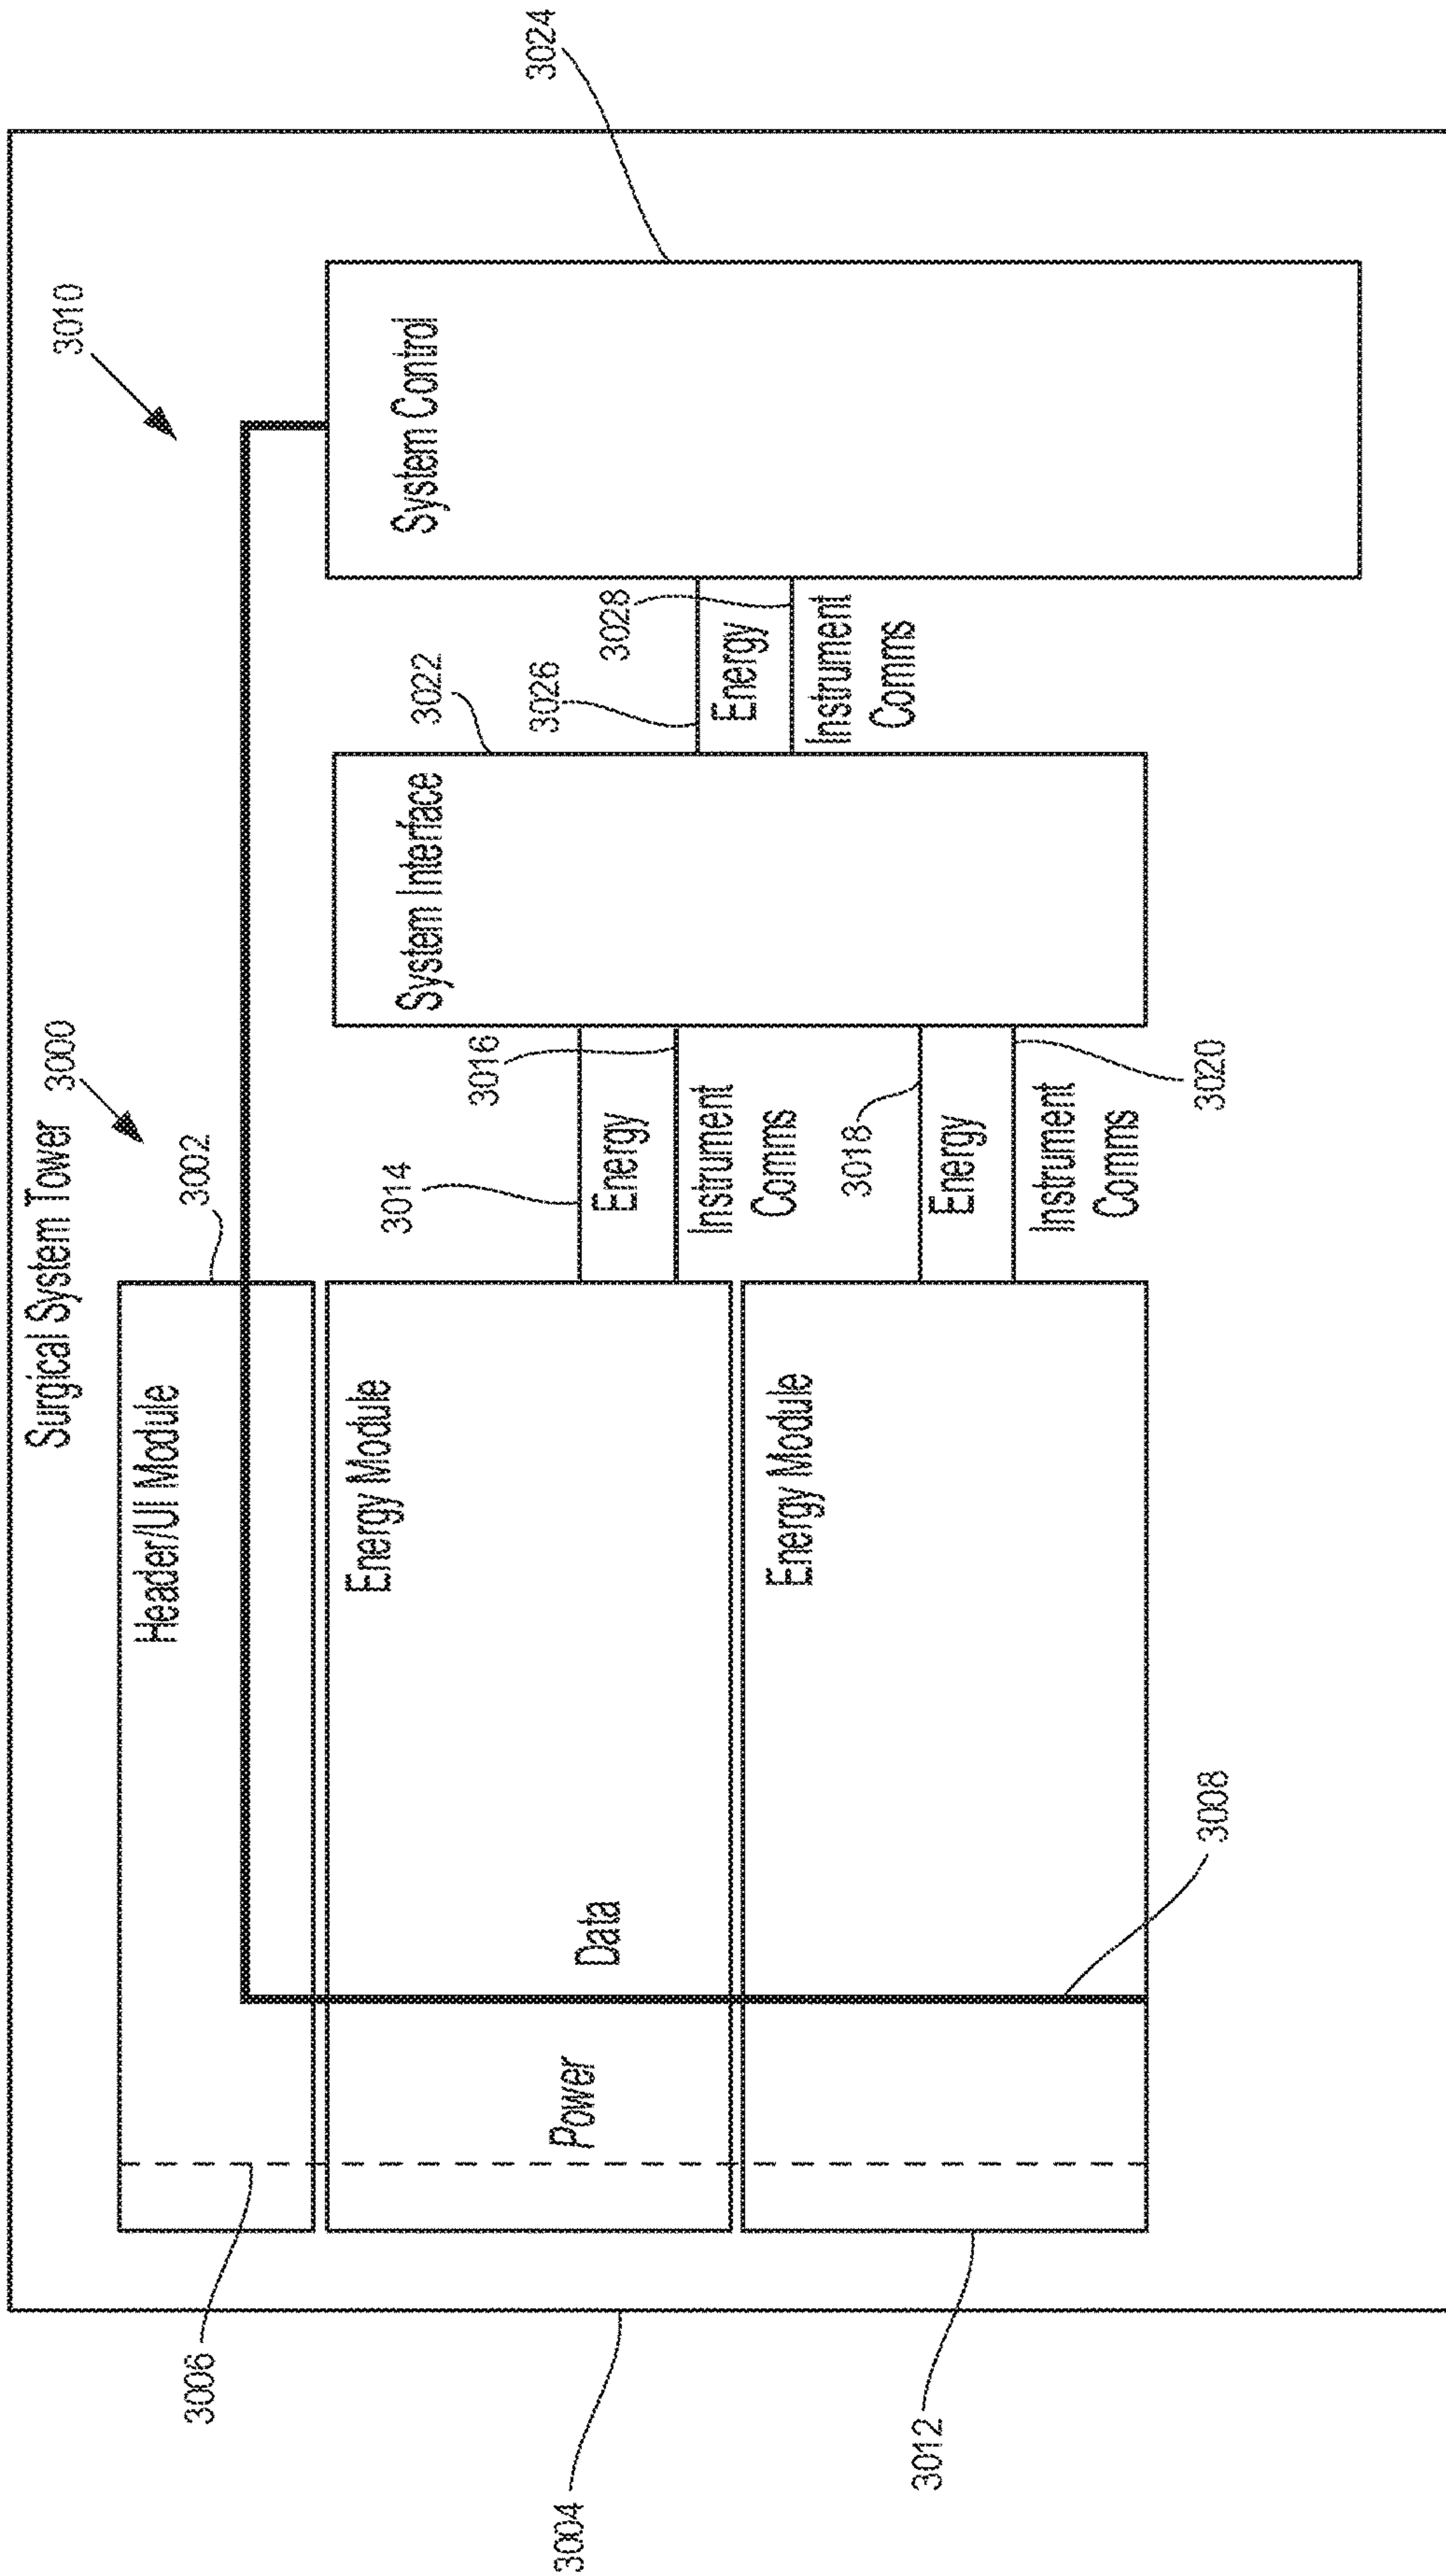 Surgical System Tower
3000
3010
3002
Header/UI Module
3006
Energy Module
Power
Data
3004
3014
Energy
3016
Instrument
Comms
System Interface
3022
3026
Energy
3028
Instrument
Comms
System Control
3024
Energy Module
3012
3008
3018
Energy
Instrument
Comms
3020